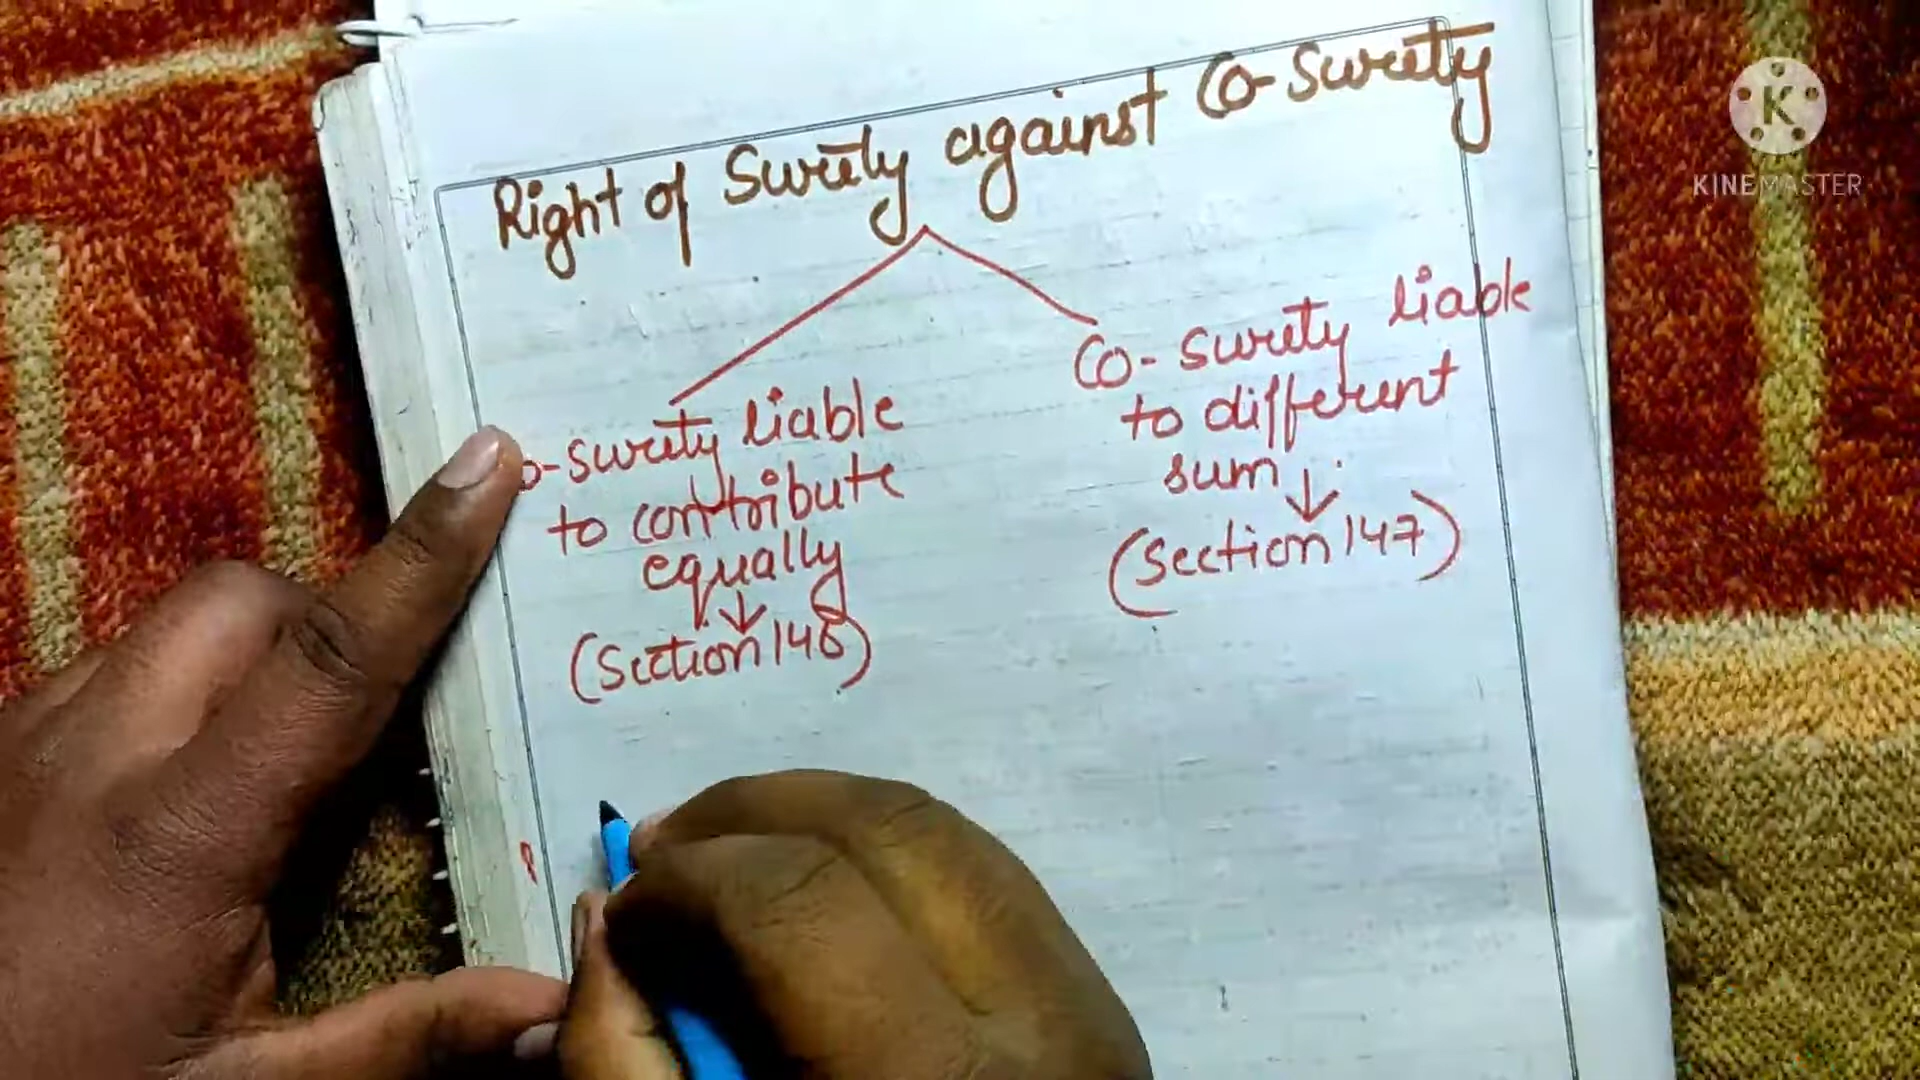 Right of Surety against Co-Surety
o-surety liable
to contribute
equally
(Section 146)
Co-surety liable
to different
sum
(Section 147)
K
KINEMASTER